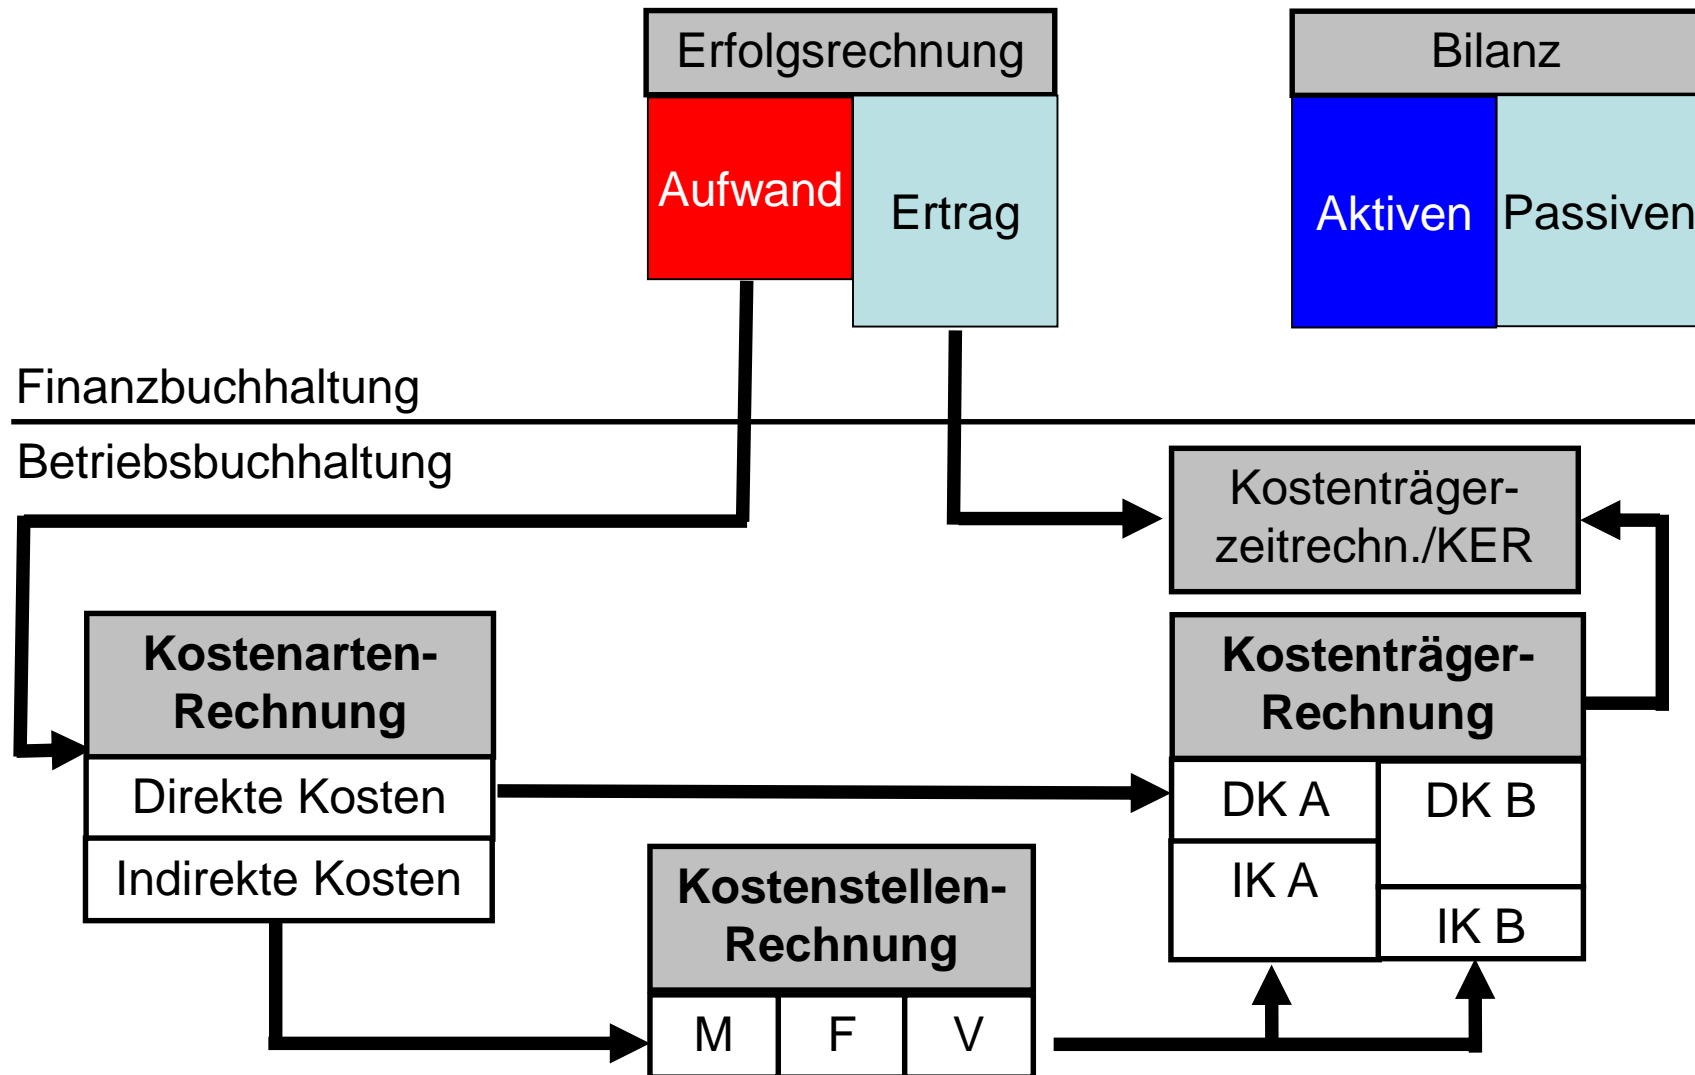 Erfolgsrechnung
Bilanz
Aufwand
Ertrag
Aktiven
Passiven
Finanzbuchhaltung
Betriebsbuchhaltung
Kostenträger-
zeitrechn./KER
Kostenarten-
Rechnung
Direkte Kosten
Indirekte Kosten
Kostenstellen-
Rechnung
M
F
V
Kostenträger-
Rechnung
DK A
DK B
IK A
IK B